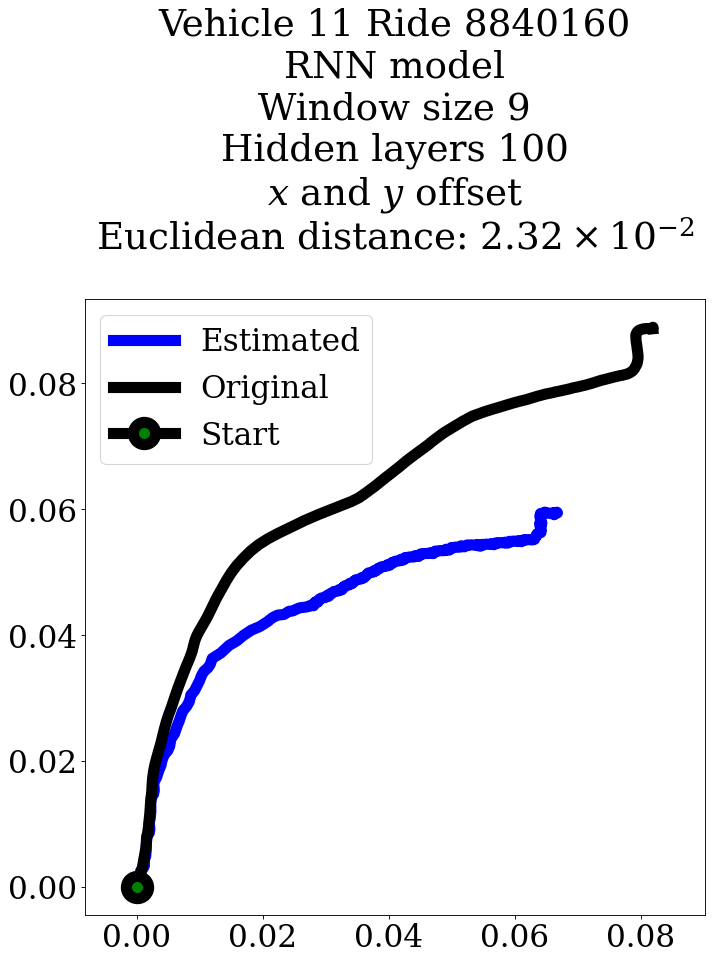 Vehicle 11 Ride 8840160
RNN model
Window size 9
Hidden layers 100
x and y offset
Euclidean distance: 2.32 × 10⁻²
Estimated
Original
Start
0.08
0.06
0.04
0.02
0.00
0.00 0.02 0.04 0.06 0.08